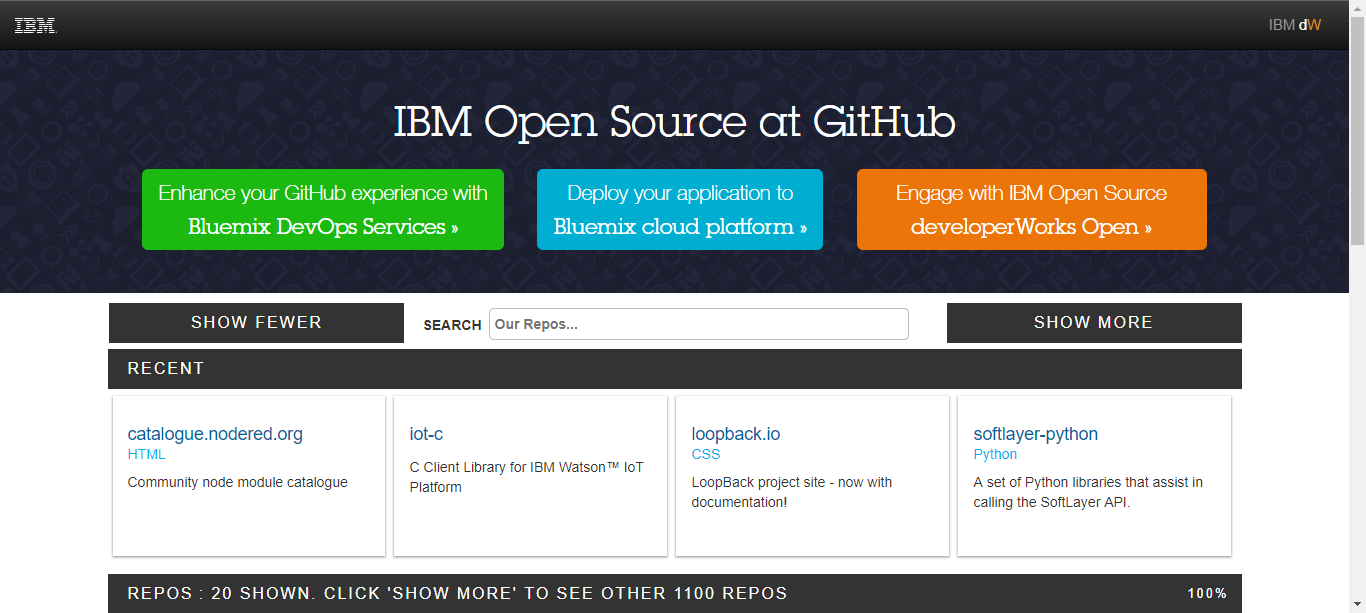 IBM
IBM dW
IBM Open Source at GitHub
Enhance your GitHub experience with
Bluemix DevOps Services »
Deploy your application to
Bluemix cloud platform »
Engage with IBM Open Source
developerWorks Open »
SHOW FEWER
SEARCH
Our Repos...
SHOW MORE
RECENT
catalogue.nodered.org
HTML
Community node module catalogue
iot-c
C Client Library for IBM Watson™ IoT
Platform
loopback.io
CSS
LoopBack project site - now with
documentation!
softlayer-python
Python
A set of Python libraries that assist in
calling the SoftLayer API.
REPOS : 20 SHOWN. CLICK 'SHOW MORE' TO SEE OTHER 1100 REPOS
100%